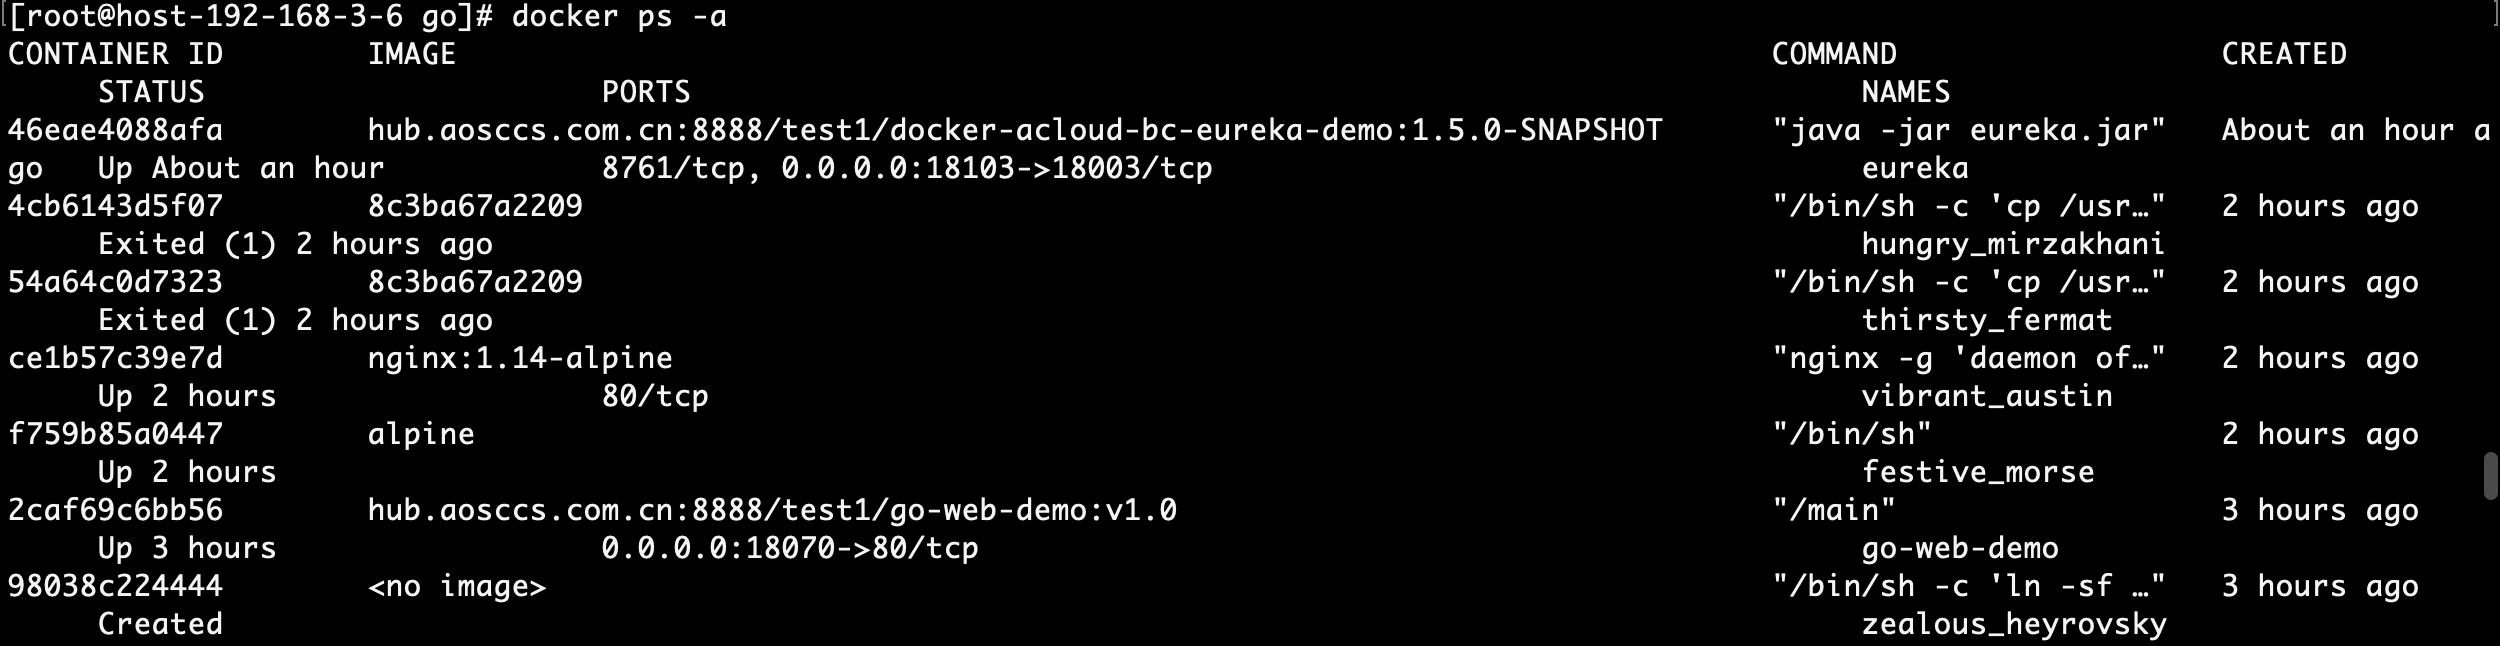 [root@host-192-168-3-6 go]# docker ps -a
CONTAINER ID        IMAGE                                                                         COMMAND                  CREATED
     STATUS                      PORTS                                                                 NAMES
46eae4088afa        hub.aosccs.com.cn:8888/test1/docker-acloud-bc-eureka-demo:1.5.0-SNAPSHOT      "java -jar eureka.jar"   About an hour a
go   Up About an hour            8761/tcp, 0.0.0.0:18103->18003/tcp                                    eureka
4cb6143d5f07        8c3ba67a2209                                                                  "/bin/sh -c 'cp /usr…"   2 hours ago
     Exited (1) 2 hours ago                                                                            hungry_mirzakhani
54a64c0d7323        8c3ba67a2209                                                                  "/bin/sh -c 'cp /usr…"   2 hours ago
     Exited (1) 2 hours ago                                                                            thirsty_fermat
ce1b57c39e7d        nginx:1.14-alpine                                                             "nginx -g 'daemon of…"   2 hours ago
     Up 2 hours                  80/tcp                                                                vibrant_austin
f759b85a0447        alpine                                                                        "/bin/sh"                2 hours ago
     Up 2 hours                                                                                        festive_morse
2caf69c6bb56        hub.aosccs.com.cn:8888/test1/go-web-demo:v1.0                                 "/main"                  3 hours ago
     Up 3 hours                  0.0.0.0:18070->80/tcp                                                 go-web-demo
98038c224444        <no image>                                                                    "/bin/sh -c 'ln -sf …"   3 hours ago
     Created                                                                                           zealous_heyrovsky